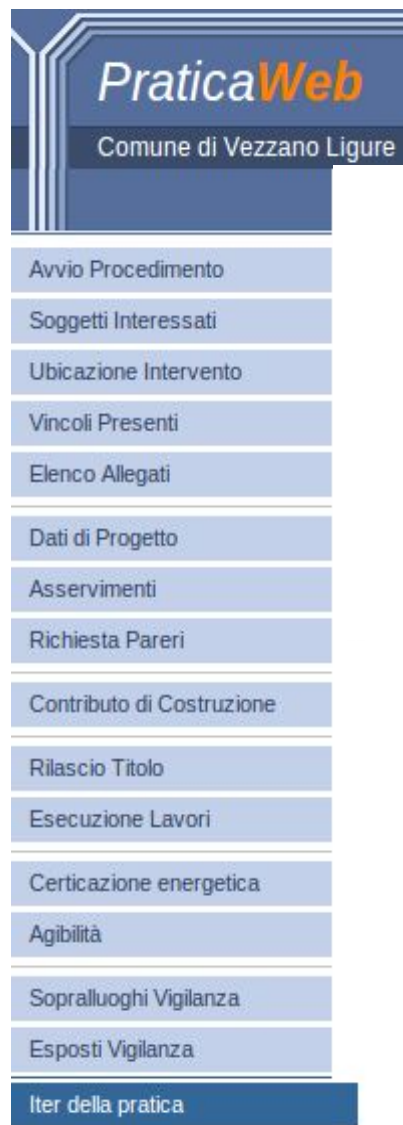 PraticaWeb
Comune di Vezzano Ligure
Avvio Procedimento
Soggetti Interessati
Ubicazione Intervento
Vincoli Presenti
Elenco Allegati
Dati di Progetto
Asservimenti
Richiesta Pareri
Contributo di Costruzione
Rilascio Titolo
Esecuzione Lavori
Certicazione energetica
Agibilità
Sopralluoghi Vigilanza
Esposti Vigilanza
Iter della pratica